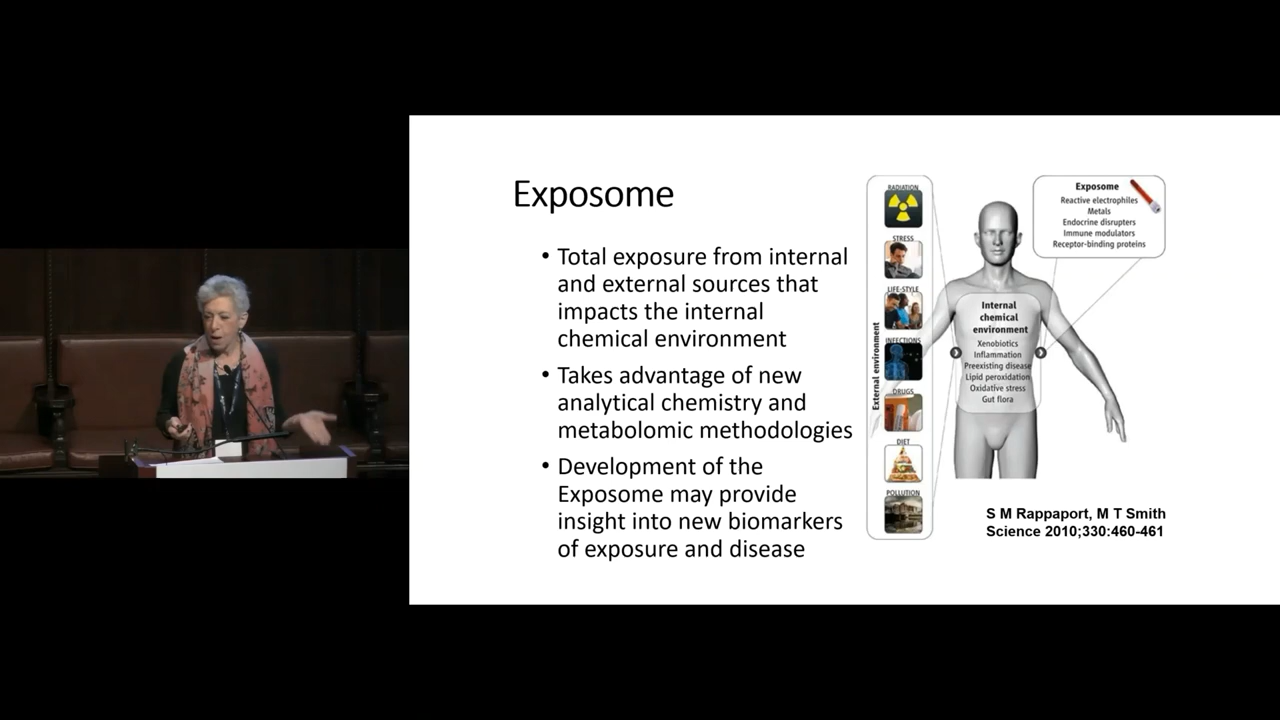 Exposome
• Total exposure from internal
and external sources that
impacts the internal
chemical environment
• Takes advantage of new
analytical chemistry and
metabolomic methodologies
• Development of the
Exposome may provide
insight into new biomarkers
of exposure and disease
External environment
RADIATION
STRESS
LIFE-STYLE
INFECTIONS
DRUGS
DIET
POLLUTION
Internal
chemical
environment
Xenobiotics
Inflammation
Preexisting disease
Lipid peroxidation
Oxidative stress
Gut flora
Exposome
Reactive electrophiles
Metals
Endocrine disrupters
Immune modulators
Receptor-binding proteins
S M Rappaport, M T Smith
Science 2010;330:460-461